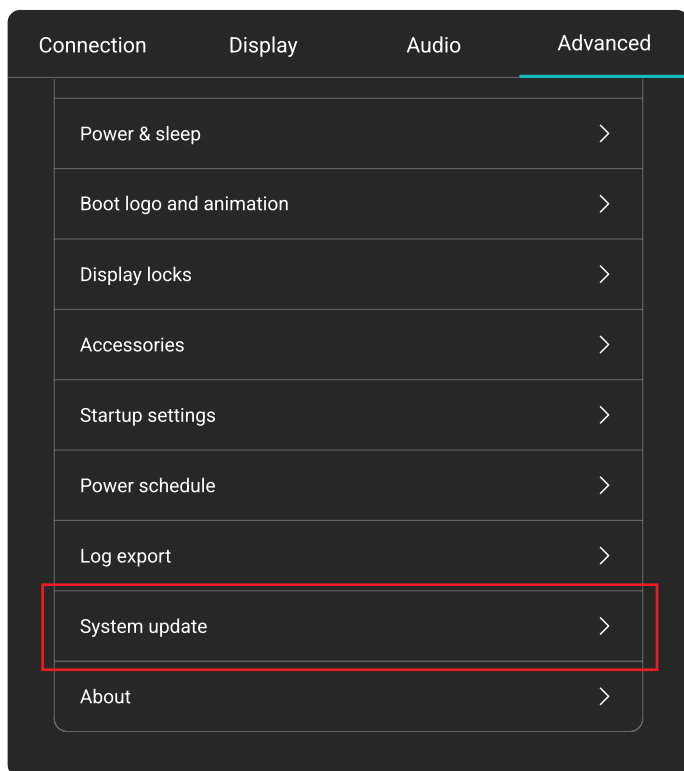 Connection Display Audio Advanced
Power & sleep
Boot logo and animation
Display locks
Accessories
Startup settings
Power schedule
Log export
System update
About